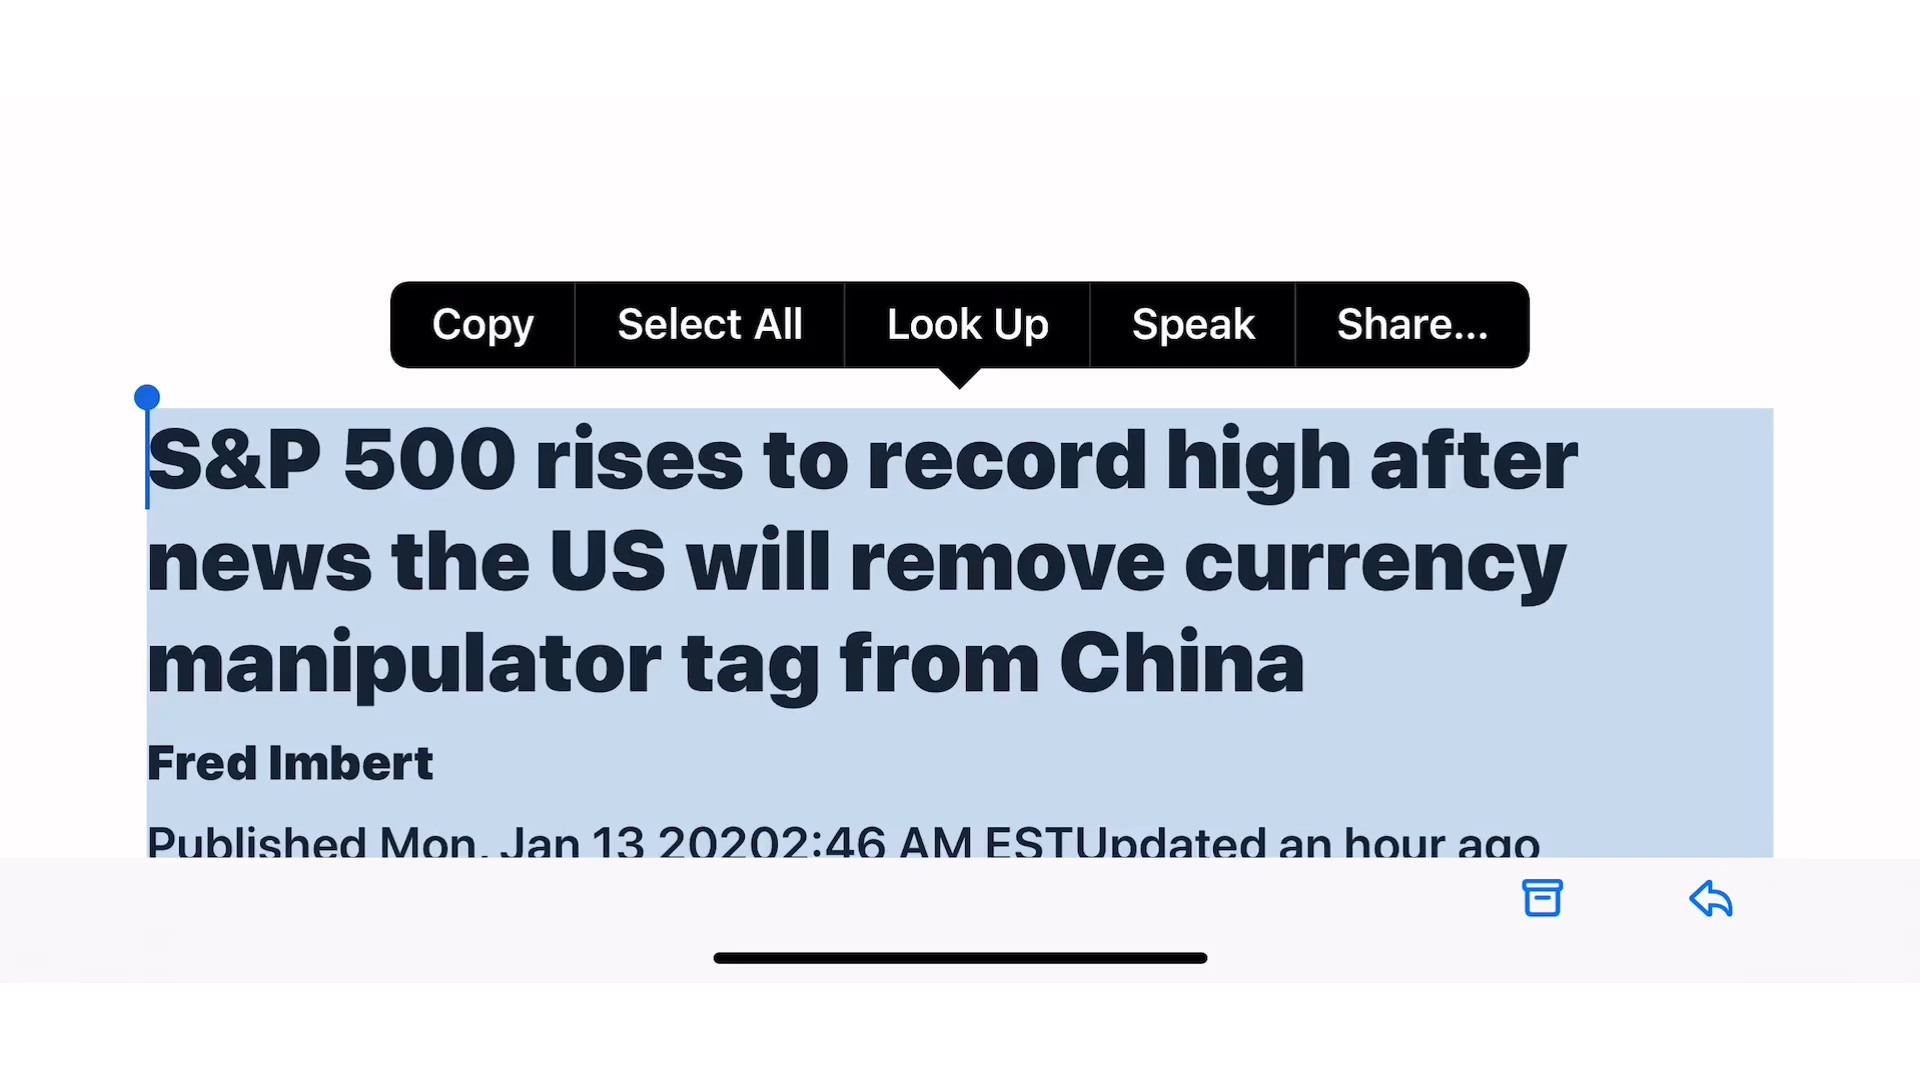 Copy Select All Look Up Speak Share...
S&P 500 rises to record high after
news the US will remove currency
manipulator tag from China
Fred Imbert
Published Mon, Jan 13 20202:46 AM ESTUpdated an hour ago